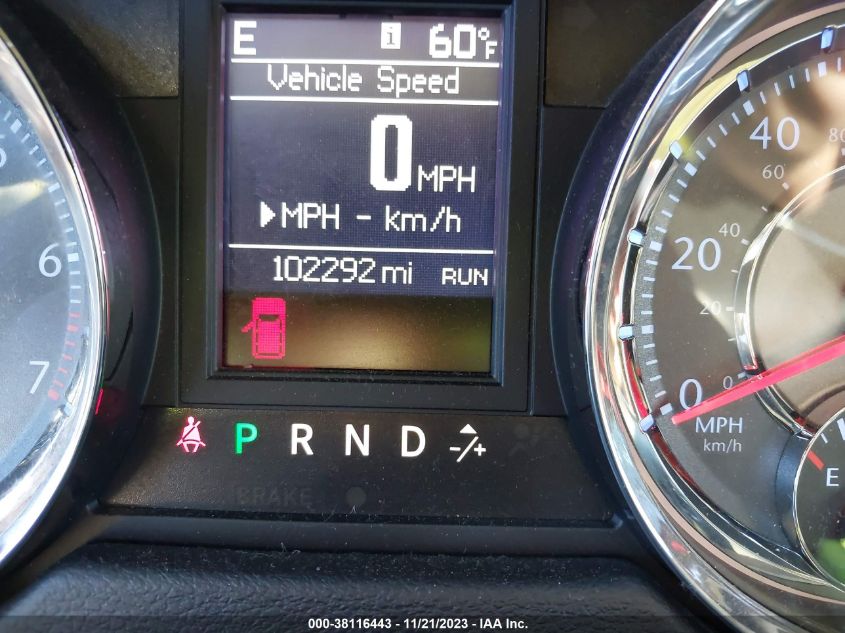 E i 60°F
Vehicle Speed
0 MPH
▶MPH - km/h
102292 mi RUN
6
7
P R N D -/+
BRAKE
40
80
60
20
40
20
0
0
MPH
km/h
E
000-38116443 - 11/21/2023 - IAA Inc.